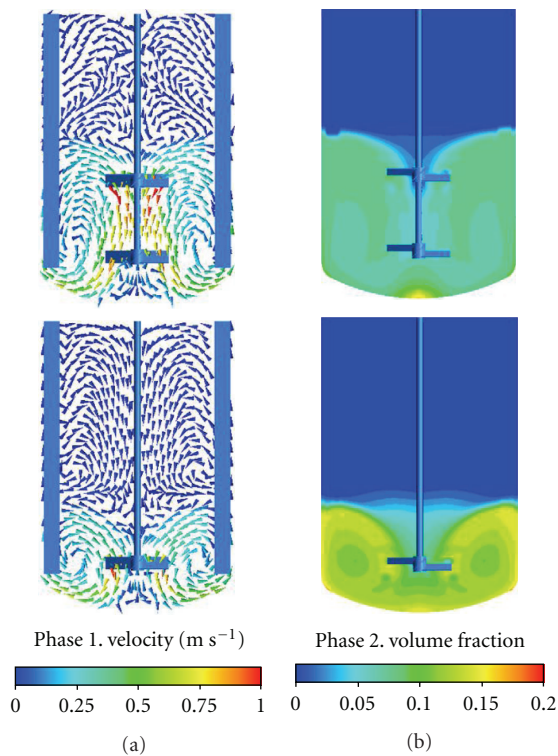 Phase 1. velocity (m s⁻¹)
0 0.25 0.5 0.75 1
(a)
Phase 2. volume fraction
0 0.05 0.1 0.15 0.2
(b)